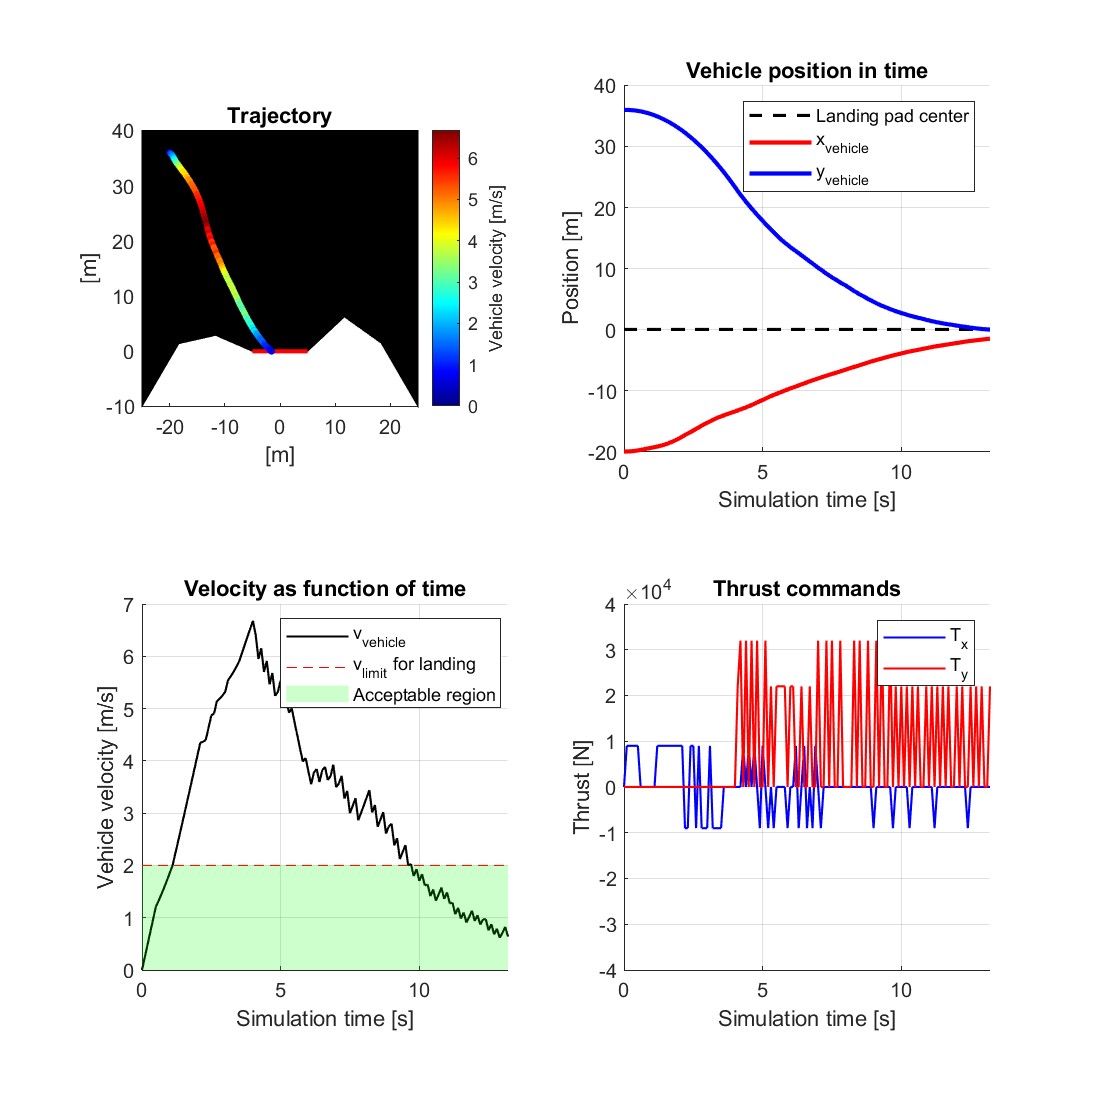 Trajectory
40
30
20
10
0
-10
-20
-10
0
10
20
[m]
[m]
6
5
4
3
2
1
0
Vehicle velocity [m/s]
Vehicle position in time
40
30
20
10
0
-10
-20
0
5
10
Position [m]
Simulation time [s]
Landing pad center
x_vehicle
y_vehicle
Velocity as function of time
7
6
5
4
3
2
1
0
0
5
10
Vehicle velocity [m/s]
Simulation time [s]
v_vehicle
v_limit for landing
Acceptable region
Thrust commands
×10^4
4
3
2
1
0
-1
-2
-3
-4
0
5
10
Thrust [N]
Simulation time [s]
T_x
T_y